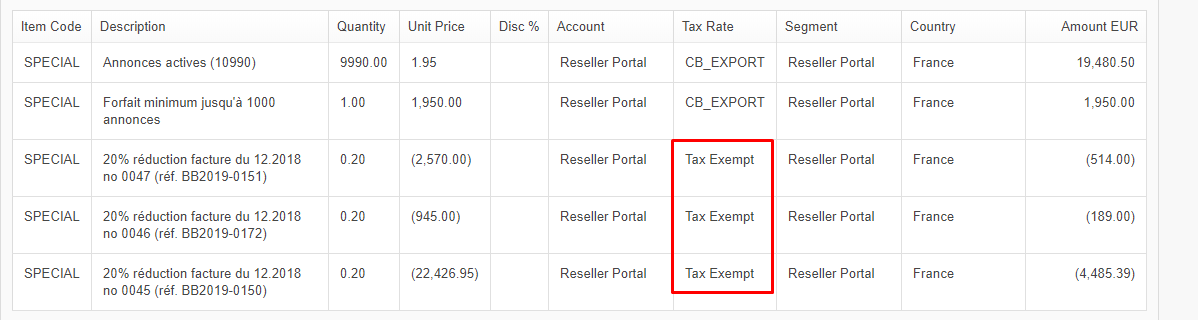 Item Code Description Quantity Unit Price Disc % Account Tax Rate Segment Country Amount EUR
SPECIAL Annonces actives (10990) 9990.00 1.95 Reseller Portal CB_EXPORT Reseller Portal France 19,480.50
SPECIAL Forfait minimum jusqu'à 1000 1.00 1,950.00 Reseller Portal CB_EXPORT Reseller Portal France 1,950.00
annonces
SPECIAL 20% réduction facture du 12.2018 0.20 (2,570.00) Reseller Portal Tax Exempt Reseller Portal France (514.00)
no 0047 (réf. BB2019-0151)
SPECIAL 20% réduction facture du 12.2018 0.20 (945.00) Reseller Portal Tax Exempt Reseller Portal France (189.00)
no 0046 (réf. BB2019-0172)
SPECIAL 20% réduction facture du 12.2018 0.20 (22,426.95) Reseller Portal Tax Exempt Reseller Portal France (4,485.39)
no 0045 (réf. BB2019-0150)